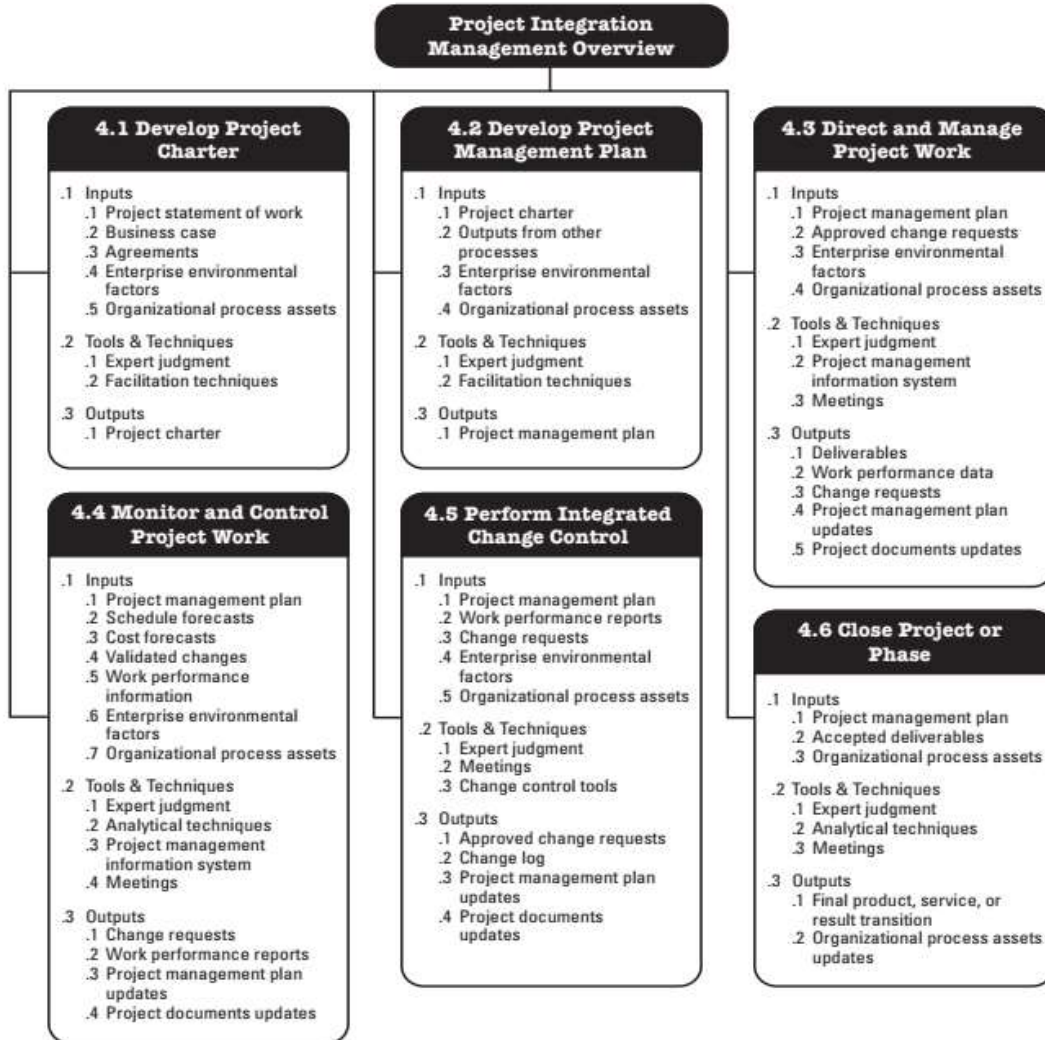 Project Integration
Management Overview
4.1 Develop Project
Charter
.1 Inputs
.1 Project statement of work
.2 Business case
.3 Agreements
.4 Enterprise environmental
factors
.5 Organizational process assets
.2 Tools & Techniques
.1 Expert judgment
.2 Facilitation techniques
.3 Outputs
.1 Project charter
4.2 Develop Project
Management Plan
.1 Inputs
.1 Project charter
.2 Outputs from other
processes
.3 Enterprise environmental
factors
.4 Organizational process assets
.2 Tools & Techniques
.1 Expert judgment
.2 Facilitation techniques
.3 Outputs
.1 Project management plan
4.3 Direct and Manage
Project Work
.1 Inputs
.1 Project management plan
.2 Approved change requests
.3 Enterprise environmental
factors
.4 Organizational process assets
.2 Tools & Techniques
.1 Expert judgment
.2 Project management
information system
.3 Meetings
.3 Outputs
.1 Deliverables
.2 Work performance data
.3 Change requests
.4 Project management plan
updates
.5 Project documents updates
4.4 Monitor and Control
Project Work
.1 Inputs
.1 Project management plan
.2 Schedule forecasts
.3 Cost forecasts
.4 Validated changes
.5 Work performance
information
.6 Enterprise environmental
factors
.7 Organizational process assets
.2 Tools & Techniques
.1 Expert judgment
.2 Analytical techniques
.3 Project management
information system
.4 Meetings
.3 Outputs
.1 Change requests
.2 Work performance reports
.3 Project management plan
updates
.4 Project documents updates
4.5 Perform Integrated
Change Control
.1 Inputs
.1 Project management plan
.2 Work performance reports
.3 Change requests
.4 Enterprise environmental
factors
.5 Organizational process assets
.2 Tools & Techniques
.1 Expert judgment
.2 Meetings
.3 Change control tools
.3 Outputs
.1 Approved change requests
.2 Change log
.3 Project management plan
updates
.4 Project documents
updates
4.6 Close Project or
Phase
.1 Inputs
.1 Project management plan
.2 Accepted deliverables
.3 Organizational process assets
.2 Tools & Techniques
.1 Expert judgment
.2 Analytical techniques
.3 Meetings
.3 Outputs
.1 Final product, service, or
result transition
.2 Organizational process assets
updates